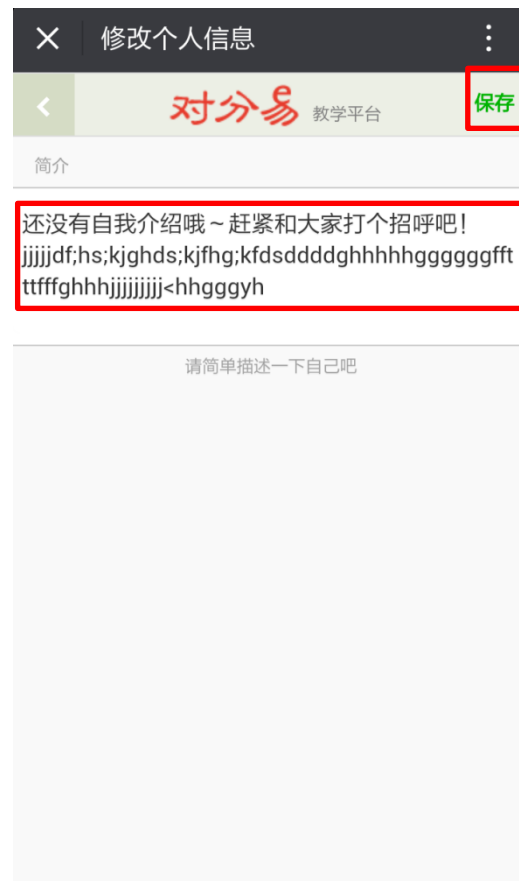 修改个人信息
对分易 教学平台
保存
简介
还没有自我介绍哦～赶紧和大家打个招呼吧！
jjjjjdf;hs;kjghds;kjfhg;kfdsddddghhhhhggggggfft
ttfffghhhjjjjjjjjj<hhgggyh
请简单描述一下自己吧